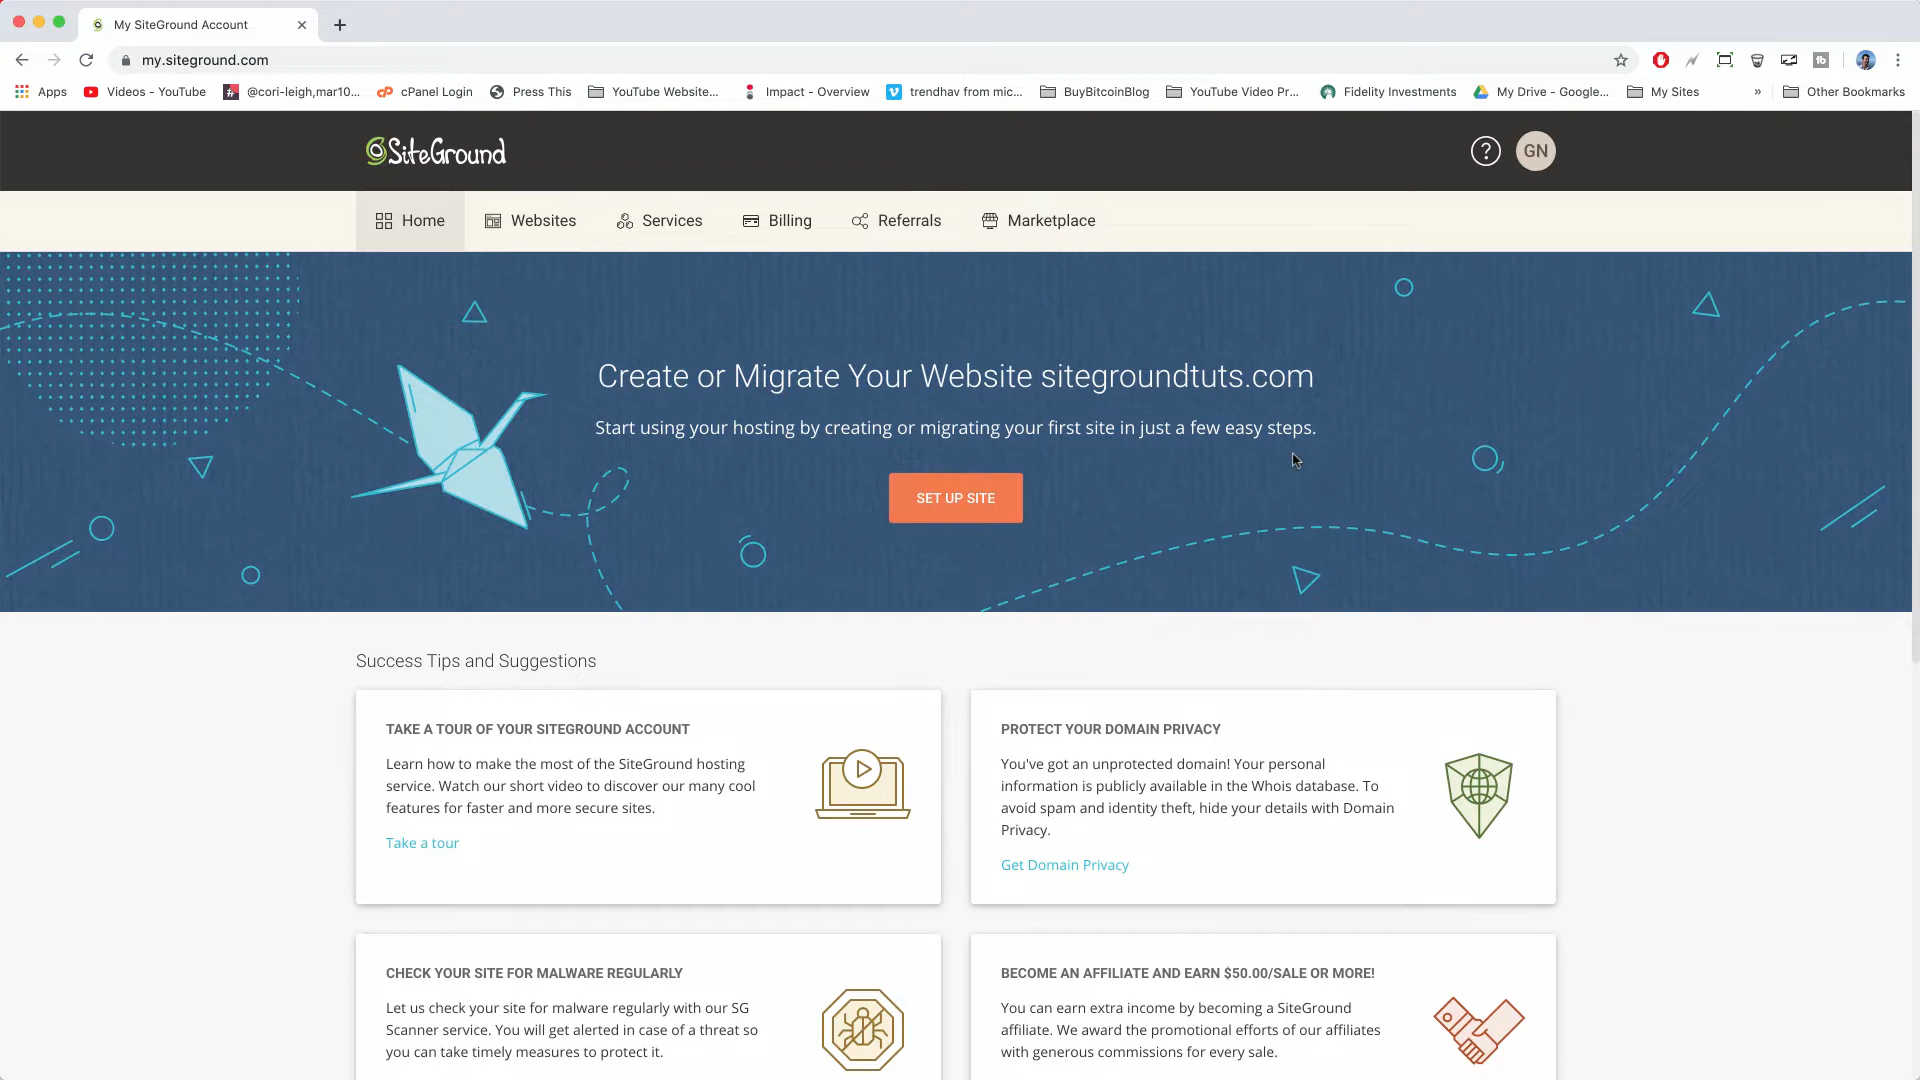 My SiteGround Account
my.siteground.com
Apps Videos - YouTube @cori-leigh,mar10... cPanel Login Press This YouTube Website... Impact - Overview trendhav from mic... BuyBitcoinBlog YouTube Video Pr... Fidelity Investments My Drive - Google... My Sites » Other Bookmarks
SiteGround ? GN
Home Websites Services Billing Referrals Marketplace
Create or Migrate Your Website sitegroundtuts.com
Start using your hosting by creating or migrating your first site in just a few easy steps.
SET UP SITE
Success Tips and Suggestions
TAKE A TOUR OF YOUR SITEGROUND ACCOUNT
Learn how to make the most of the SiteGround hosting
service. Watch our short video to discover our many cool
features for faster and more secure sites.
Take a tour
PROTECT YOUR DOMAIN PRIVACY
You've got an unprotected domain! Your personal
information is publicly available in the Whois database. To
avoid spam and identity theft, hide your details with Domain
Privacy.
Get Domain Privacy
CHECK YOUR SITE FOR MALWARE REGULARLY
Let us check your site for malware regularly with our SG
Scanner service. You will get alerted in case of a threat so
you can take timely measures to protect it.
BECOME AN AFFILIATE AND EARN $50.00/SALE OR MORE!
You can earn extra income by becoming a SiteGround
affiliate. We award the promotional efforts of our affiliates
with generous commissions for every sale.